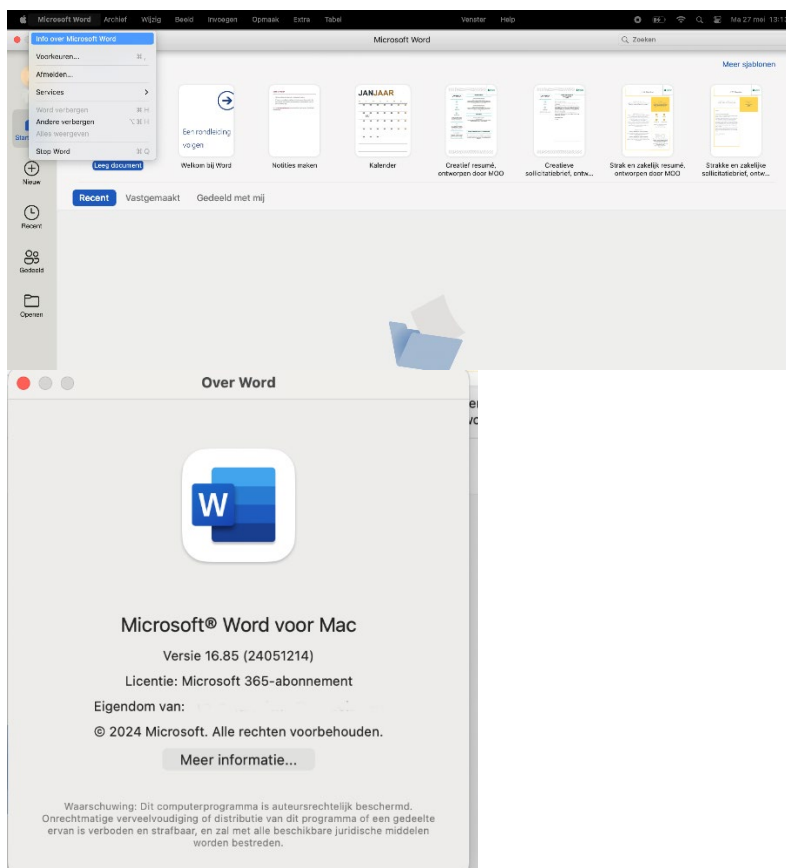 Microsoft Word Archief Wijzig Beeld Invoegen Opmaak Extra Tabel Venster Help Ma 27 mei 13:1
Info over Microsoft Word
Microsoft Word
Zoeken
Voorkeuren... ⌘ ,
Meer sjablonen
Afmelden...
Services
Word verbergen ⌘ H
Andere verbergen ⌥ ⌘ H
Alles weergeven
Stop Word ⌘ Q
Start
JANJAAR
Een rondleiding
volgen
Leeg document
Welkom bij Word
Notities maken
Kalender
Creatief resumé,
ontworpen door MOO
Creatieve
sollicitatiebrief, ontw...
Strak en zakelijk resumé,
ontworpen door MOO
Strakke en zakelijke
sollicitatiebrief, ontw...
Nieuw
Recent Vastgemaakt Gedeeld met mij
Recent
Gedeeld
Openen
Over Word
W
Microsoft® Word voor Mac
Versie 16.85 (24051214)
Licentie: Microsoft 365-abonnement
Eigendom van:
© 2024 Microsoft. Alle rechten voorbehouden.
Meer informatie...
Waarschuwing: Dit computerprogramma is auteursrechtelijk beschermd.
Onrechtmatige verveelvoudiging of distributie van dit programma of een gedeelte
ervan is verboden en strafbaar, en zal met alle beschikbare juridische middelen
worden bestreden.